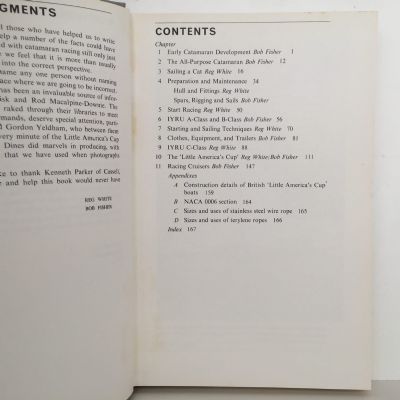 GMENTS
l those who have helped us to write
elp a number of the facts could have
with catamaran racing still only just
we feel that it is more than usually
into the correct perspective.
name any one person without naming
ace where we are going to be incorrect.
has been an invaluable source of infor-
isk and Rod Macalpine-Downie. The
raked through their libraries to meet
mands, deserve special attention, parti-
d Gordon Yeldham, who between them
very minute of the Little America's Cup
Dines did marvels in producing, with
that we have used when photographs
ke to thank Kenneth Parker of Cassell,
e and help this book would never have
REG WHITE
BOB FISHER
CONTENTS
Chapter
1 Early Catamaran Development Bob Fisher 1
2 The All-Purpose Catamaran Bob Fisher 12
3 Sailing a Cat Reg White 16
4 Preparation and Maintenance 34
Hull and Fittings Reg White
Spars, Rigging and Sails Bob Fisher
5 Start Racing Reg White 50
6 IYRU A-Class and B-Class Bob Fisher 56
7 Starting and Sailing Techniques Reg White 70
8 Clothes, Equipment, and Trailers Bob Fisher 81
9 IYRU C-Class Reg White 88
10 The 'Little America's Cup' Reg White/Bob Fisher 111
11 Racing Cruisers Bob Fisher 147
Appendixes
A Construction details of British 'Little America's Cup'
boats 159
B NACA 0006 section 164
C Sizes and uses of stainless steel wire rope 165
D Sizes and uses of terylene ropes 166
Index 167